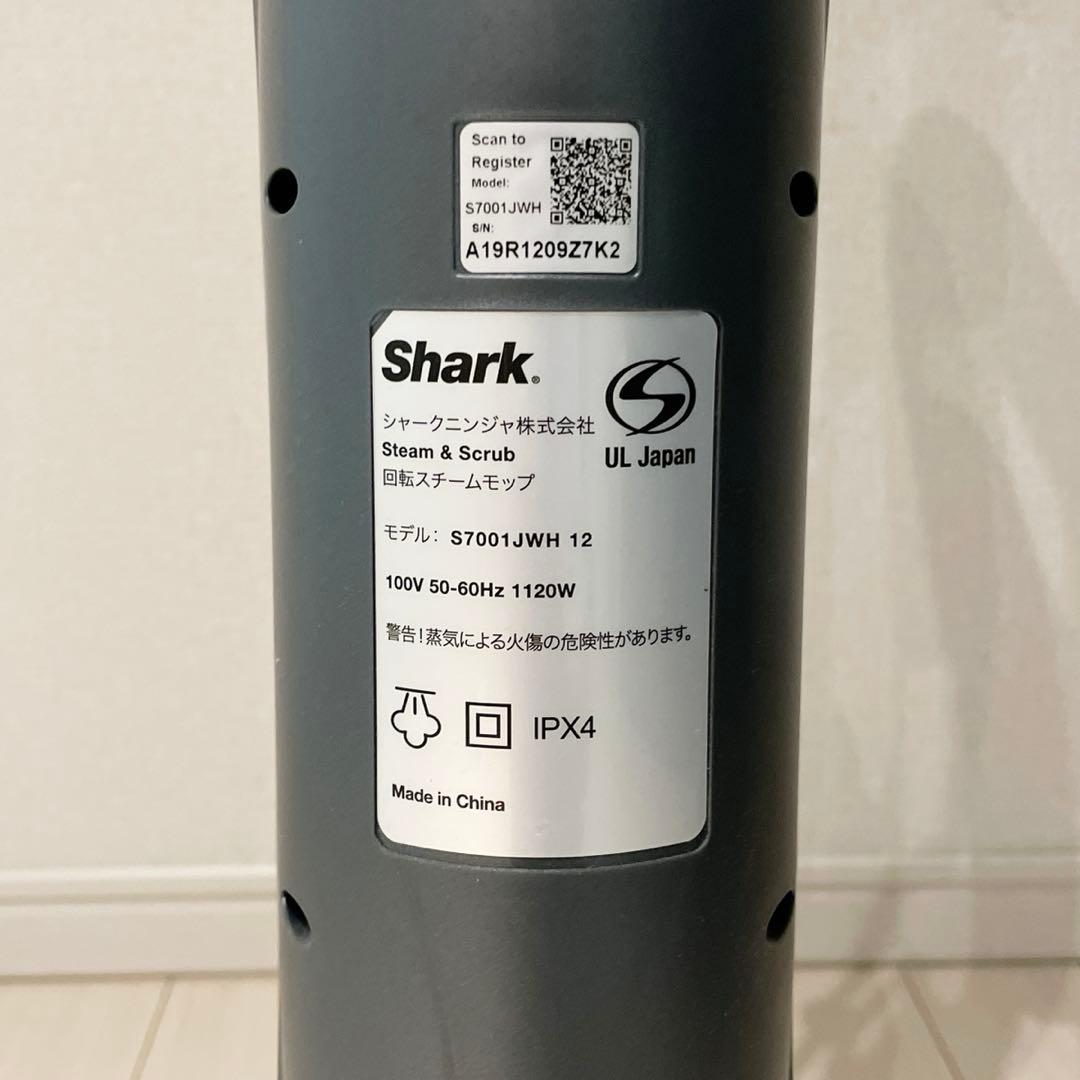 Scan to
Register
Model:
S7001JWH
S/N:
A19R1209Z7K2
Shark®
シャークニンジャ株式会社
Steam & Scrub
回転スチームモップ
UL Japan
モデル: S7001JWH 12
100V 50-60Hz 1120W
警告!蒸気による火傷の危険性があります。
IPX4
Made in China